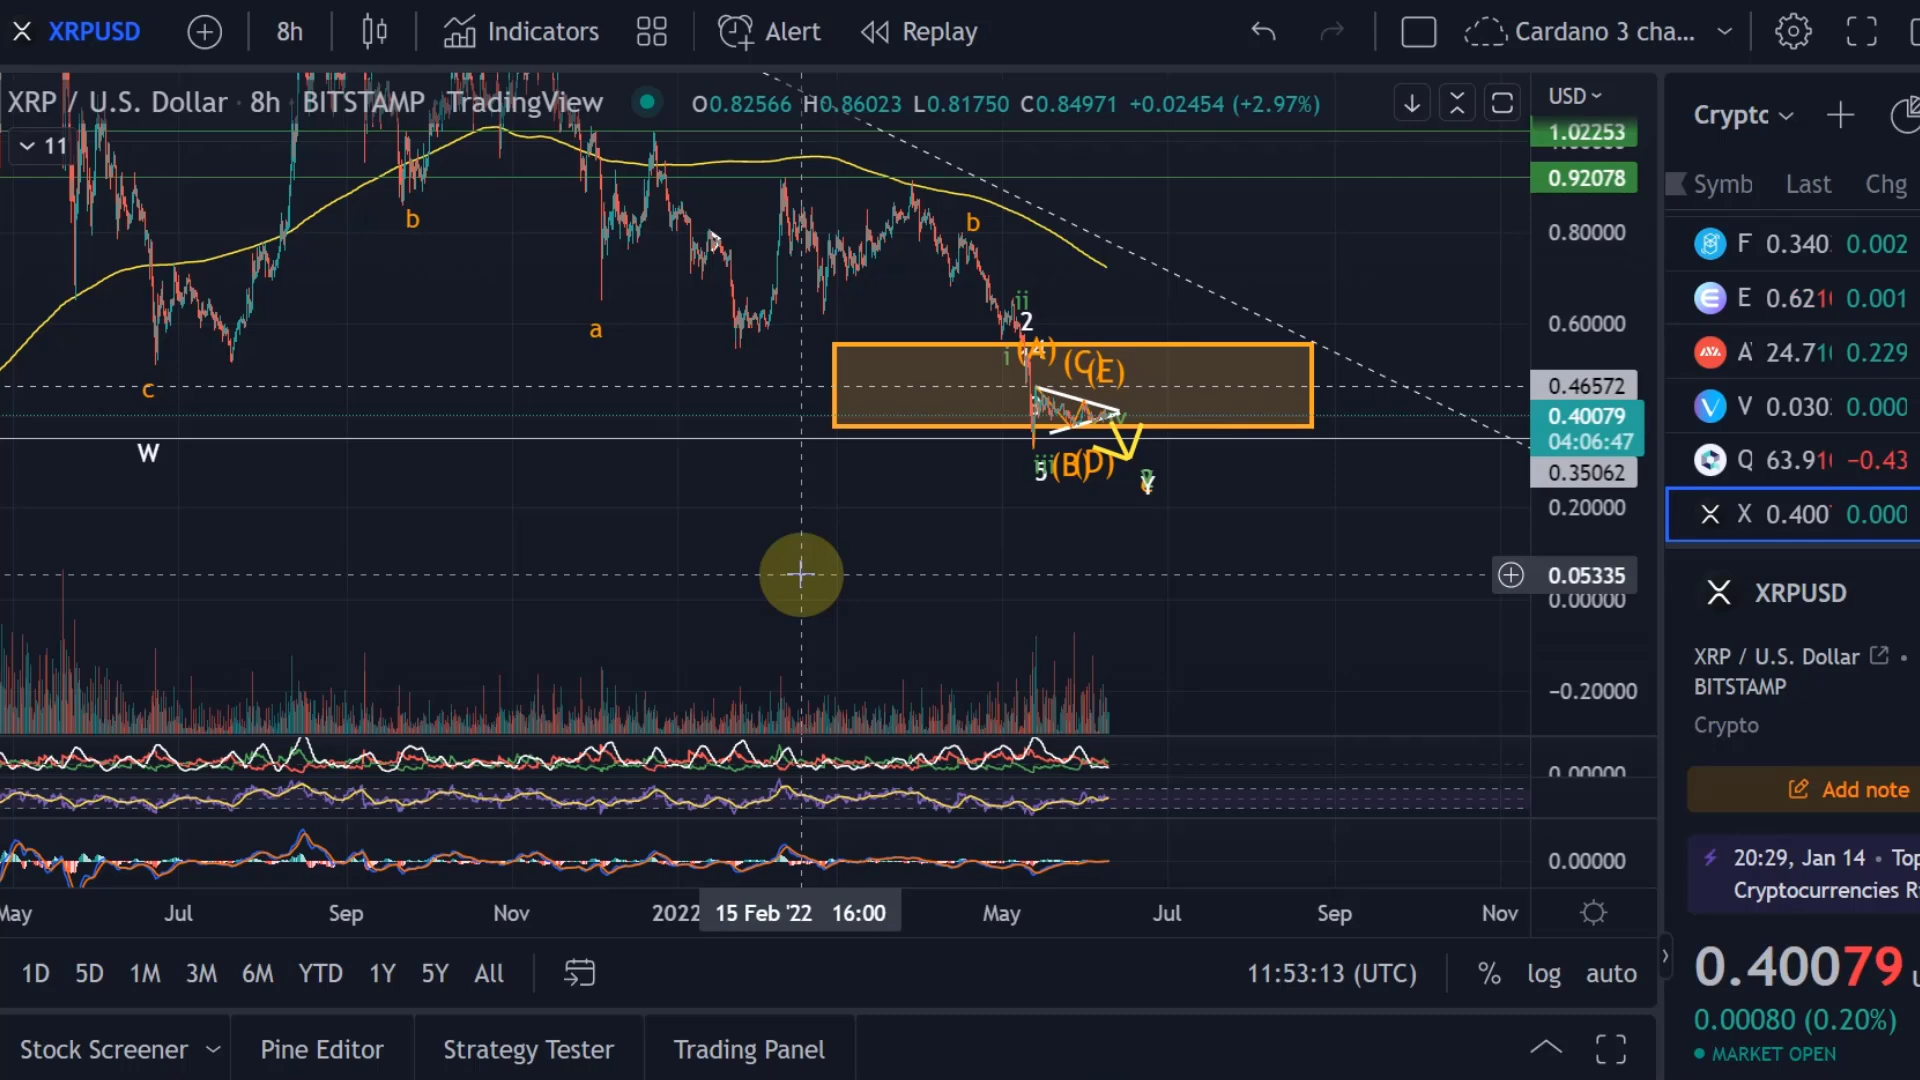 XRPUSD 8h Indicators Alert Replay Cardano 3 cha...
XRP / U.S. Dollar · 8h · BITSTAMP · TradingView O0.82566 H0.86023 L0.81750 C0.84971 +0.02454 (+2.97%)
11
USD
1.02253
0.92078
0.80000
0.60000
0.46572
0.40079
04:06:47
0.35062
0.20000
0.05335
0.00000
−0.20000
0.00000
0.00000
b
b
a
c
W
ii
2
i
(A)
(C)
(E)
iii
5
(B)
(D)
May Jul Sep Nov 2022 15 Feb '22 16:00 May Jul Sep Nov
1D 5D 1M 3M 6M YTD 1Y 5Y All 11:53:13 (UTC) % log auto
Stock Screener Pine Editor Strategy Tester Trading Panel
Symb Last Chg
F 0.340 0.002
E 0.621 0.001
A 24.71 0.229
V 0.030 0.000
Q 63.91 −0.43
X 0.400 0.000
XRPUSD
XRP / U.S. Dollar •
BITSTAMP
Crypto
Add note
20:29, Jan 14 • Top
Cryptocurrencies
0.40079
0.00080 (0.20%)
MARKET OPEN